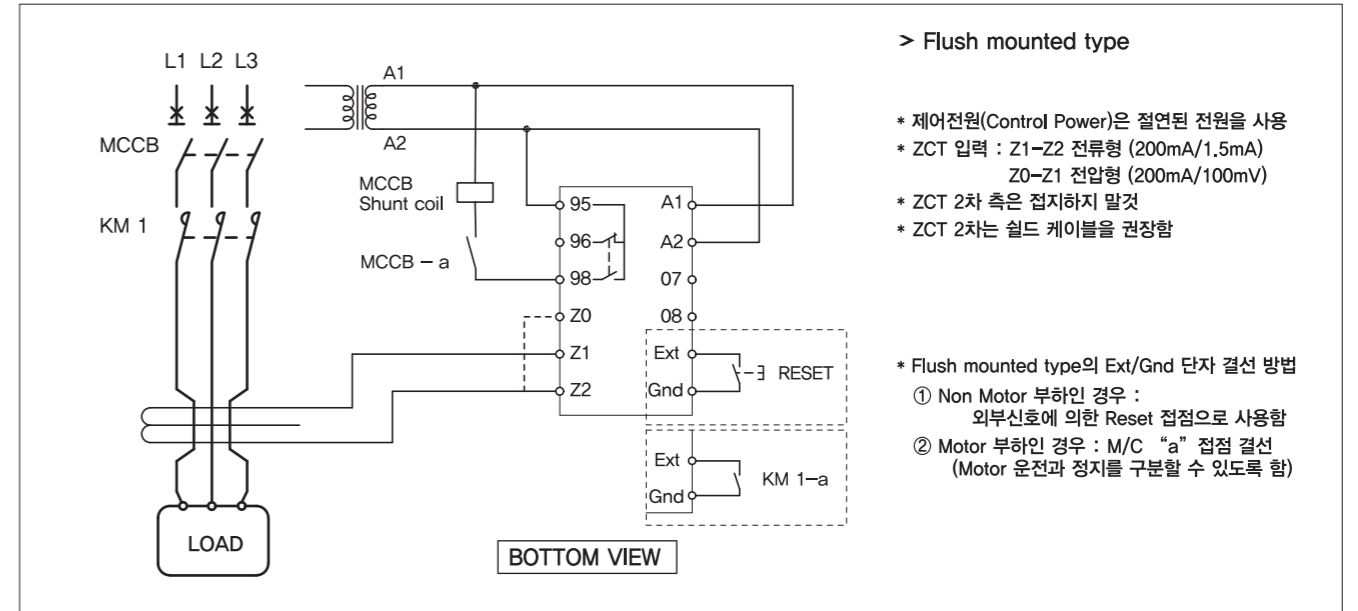 L1 L2 L3
MCCB
KM 1
LOAD
A1
A2
MCCB
Shunt coil
MCCB - a
95
96
98
Z0
Z1
Z2
A1
A2
07
08
Ext
Gnd
RESET
Ext
Gnd
KM 1-a
BOTTOM VIEW
> Flush mounted type
* 제어전원(Control Power)은 절연된 전원을 사용
* ZCT 입력 : Z1-Z2 전류형 (200mA/1.5mA)
Z0-Z1 전압형 (200mA/100mV)
* ZCT 2차 측은 접지하지 말것
* ZCT 2차는 쉴드 케이블을 권장함
* Flush mounted type의 Ext/Gnd 단자 결선 방법
① Non Motor 부하인 경우 :
외부신호에 의한 Reset 접점으로 사용함
② Motor 부하인 경우 : M/C “a” 접점 결선
(Motor 운전과 정지를 구분할 수 있도록 함)